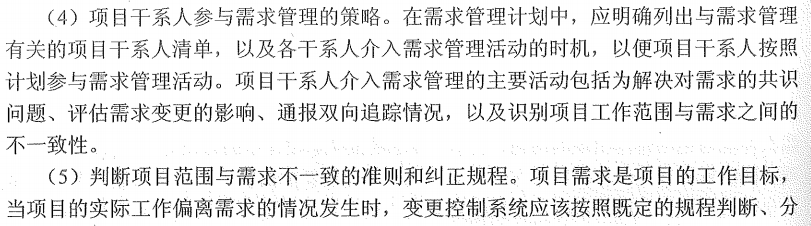 （4）项目干系人参与需求管理的策略。在需求管理计划中，应明确列出与需求管理
有关的项目干系人清单，以及各干系人介入需求管理活动的时机，以便项目干系人按照
计划参与需求管理活动。项目干系人介入需求管理的主要活动包括为解决对需求的共识
问题、评估需求变更的影响、通报双向追踪情况，以及识别项目工作范围与需求之间的
不一致性。
（5）判断项目范围与需求不一致的准则和纠正规程。项目需求是项目的工作目标，
当项目的实际工作偏离需求的情况发生时，变更控制系统应该按照既定的规程判断、分